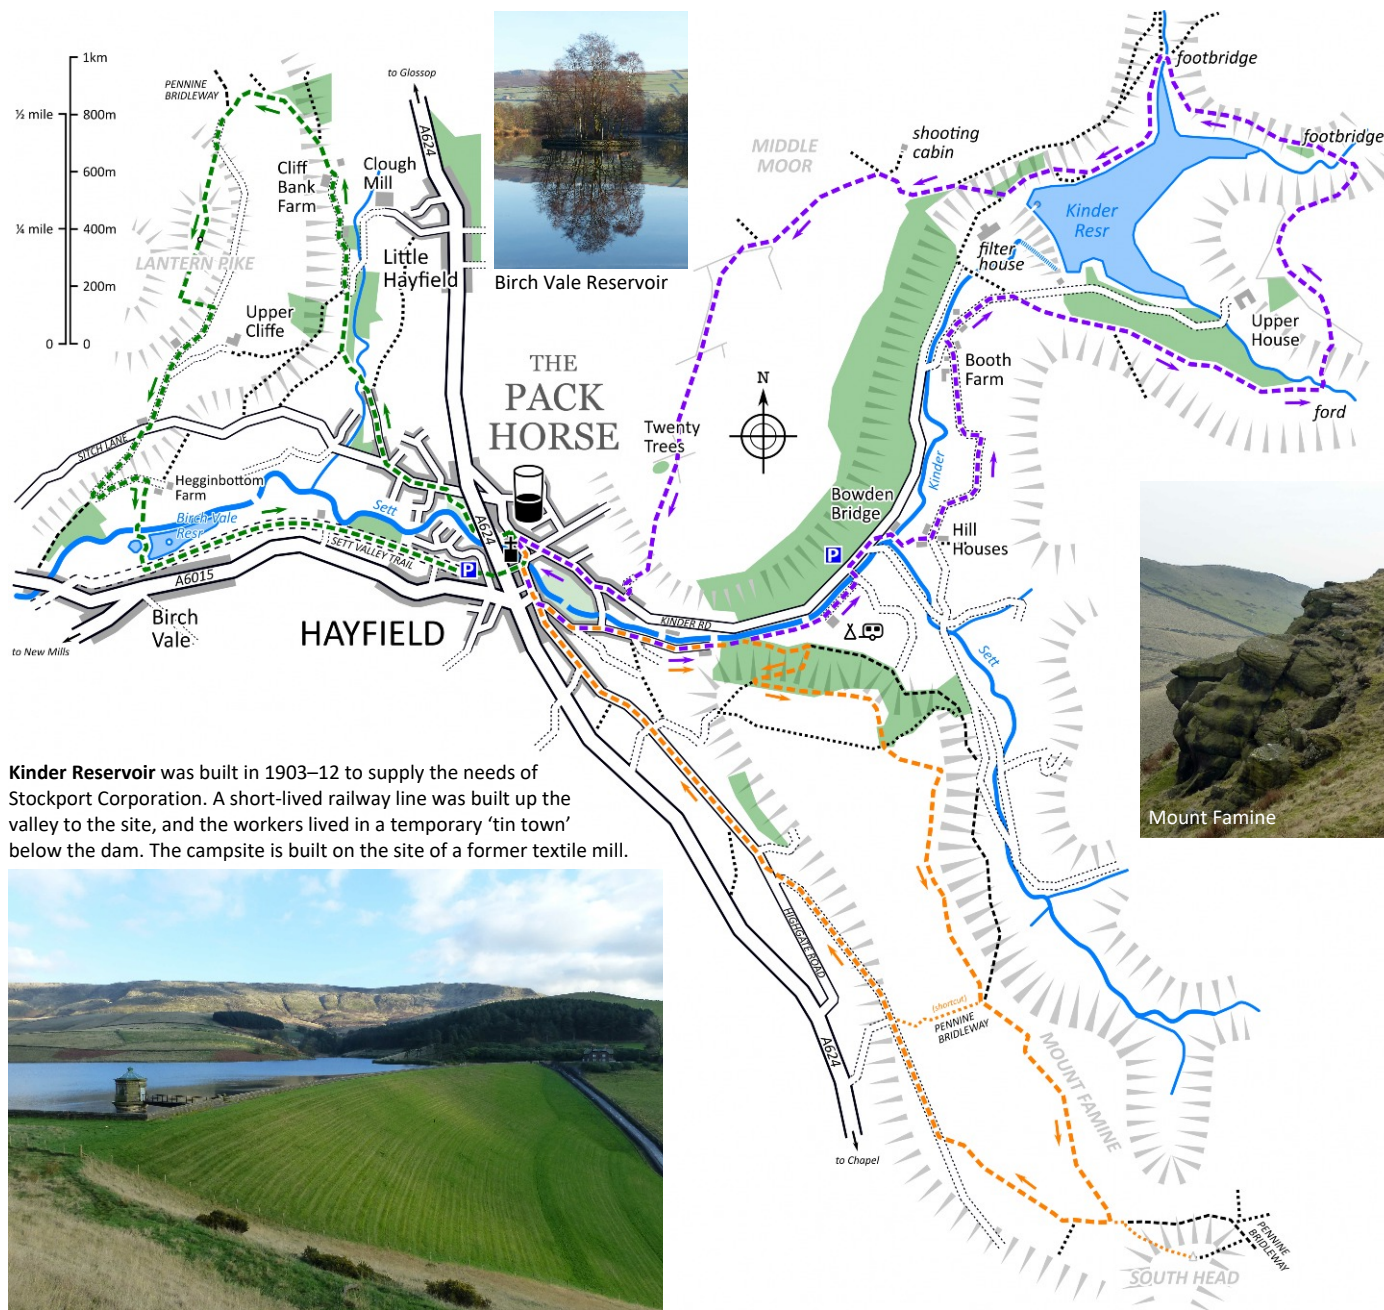 1km
½ mile
800m
600m
¼ mile
400m
200m
0
0
PENNINE
BRIDLEWAY
to Glossop
A624
Cliff
Bank
Farm
Clough
Mill
Little
Hayfield
LANTERN PIKE
Upper
Cliffe
Birch Vale Reservoir
MIDDLE
MOOR
shooting
cabin
footbridge
footbridge
Kinder
Resr
filter
house
Upper
House
ford
Booth
Farm
THE
PACK
HORSE
N
Twenty
Trees
SITCH LANE
Hegginbottom
Farm
Birch Vale
Resr
Sett
A624
SETT VALLEY TRAIL
P
A6015
Birch
Vale
to New Mills
HAYFIELD
Bowden
Bridge
P
Kinder
Hill
Houses
KINDER RD
Sett
Mount Famine
Kinder Reservoir was built in 1903–12 to supply the needs of
Stockport Corporation. A short-lived railway line was built up the
valley to the site, and the workers lived in a temporary ‘tin town’
below the dam. The campsite is built on the site of a former textile mill.
HIGHGATE ROAD
(shortcut)
PENNINE
BRIDLEWAY
A624
MOUNT FAMINE
to Chapel
PENNINE
BRIDLEWAY
SOUTH HEAD